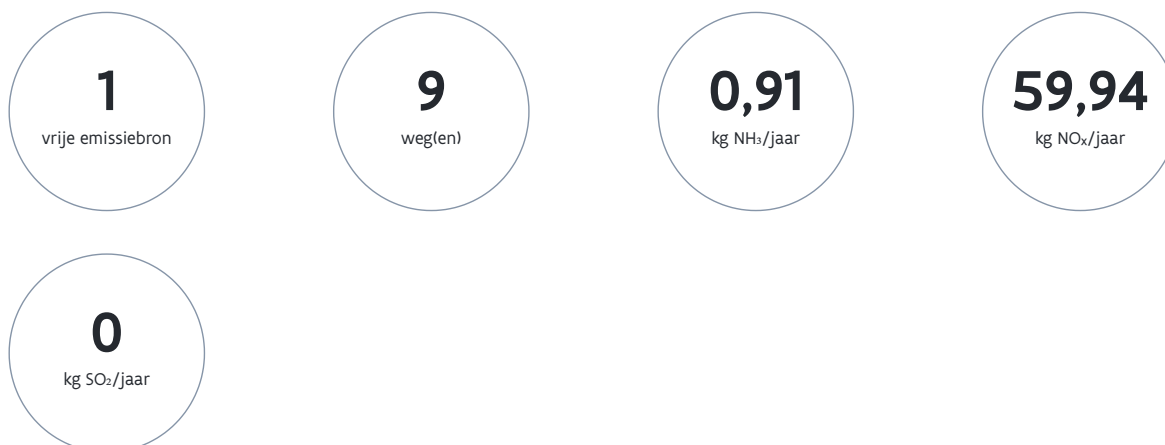 1
vrije emissiebron
9
weg(en)
0,91
kg NH₃/jaar
59,94
kg NOₓ/jaar
0
kg SO₂/jaar